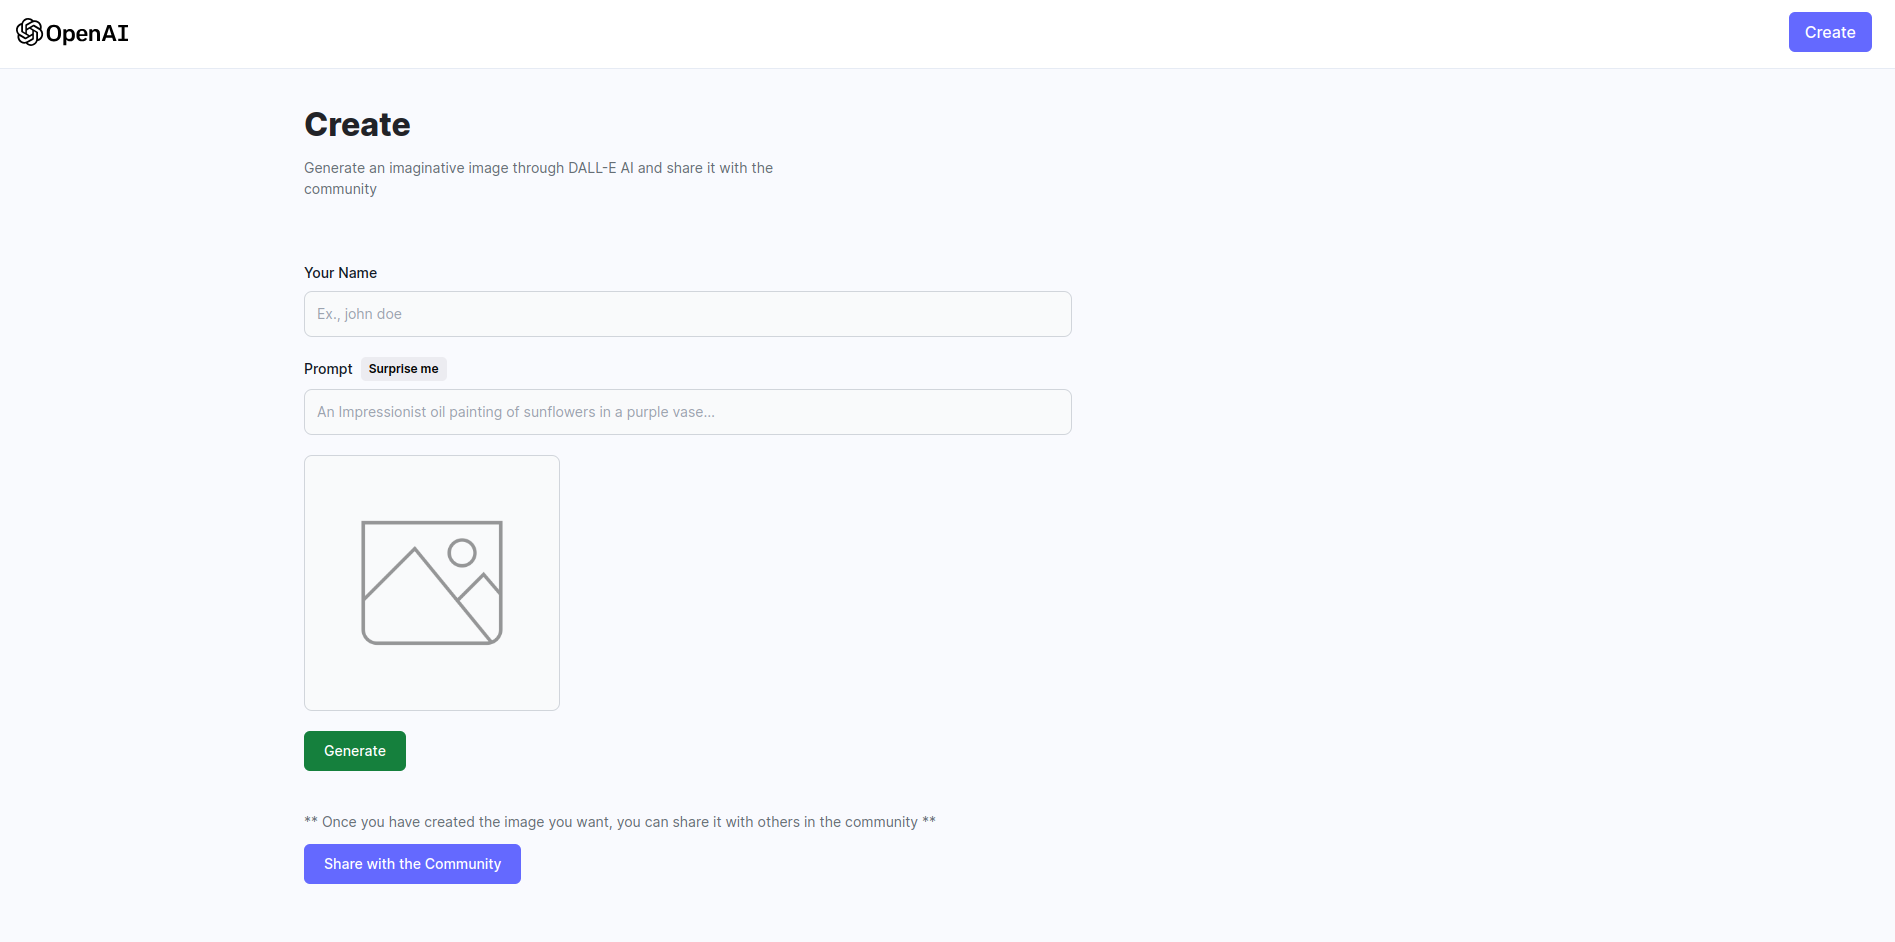 OpenAI
Create
Create
Generate an imaginative image through DALL-E AI and share it with the
community
Your Name
Ex., john doe
Prompt Surprise me
An Impressionist oil painting of sunflowers in a purple vase...
Generate
** Once you have created the image you want, you can share it with others in the community **
Share with the Community